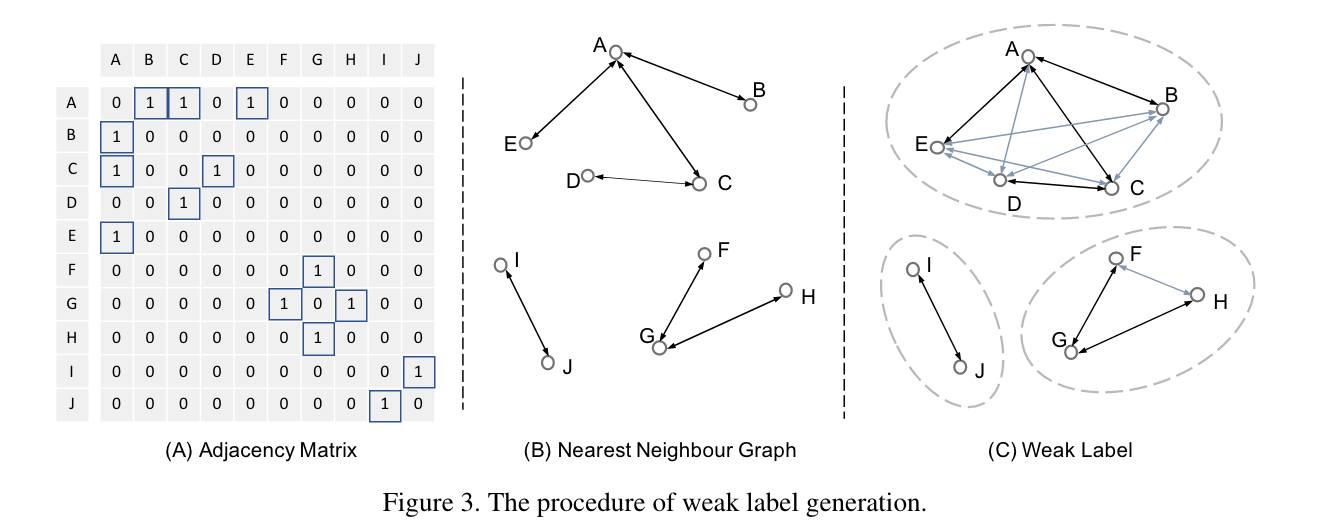 A B C D E F G H I J
A 0 1 1 0 1 0 0 0 0 0
B 1 0 0 0 0 0 0 0 0 0
C 1 0 0 1 0 0 0 0 0 0
D 0 0 1 0 0 0 0 0 0 0
E 1 0 0 0 0 0 0 0 0 0
F 0 0 0 0 0 0 1 0 0 0
G 0 0 0 0 0 1 0 1 0 0
H 0 0 0 0 0 0 1 0 0 0
I 0 0 0 0 0 0 0 0 0 1
J 0 0 0 0 0 0 0 0 1 0
(A) Adjacency Matrix
A
B
E
D
C
I
F
H
G
J
(B) Nearest Neighbour Graph
A
B
E
C
D
F
I
H
G
J
(C) Weak Label
Figure 3. The procedure of weak label generation.